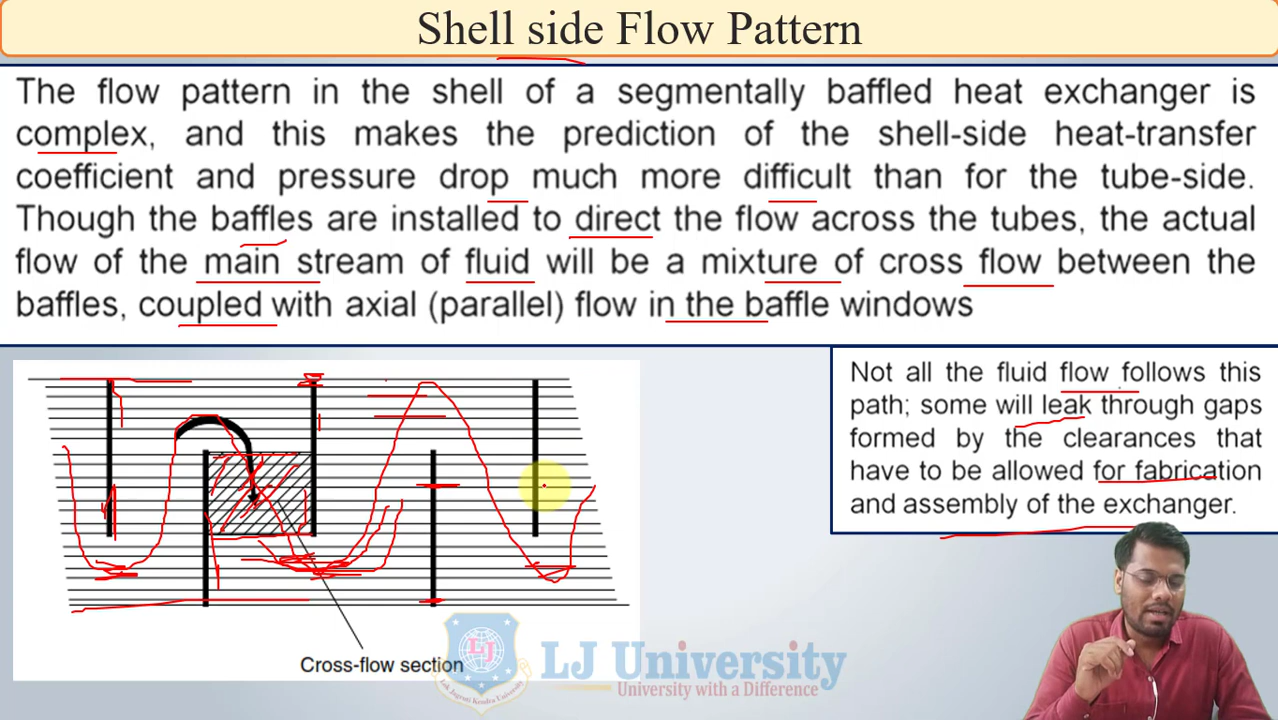 Shell side Flow Pattern
The flow pattern in the shell of a segmentally baffled heat exchanger is
complex, and this makes the prediction of the shell-side heat-transfer
coefficient and pressure drop much more difficult than for the tube-side.
Though the baffles are installed to direct the flow across the tubes, the actual
flow of the main stream of fluid will be a mixture of cross flow between the
baffles, coupled with axial (parallel) flow in the baffle windows
Not all the fluid flow follows this
path; some will leak through gaps
formed by the clearances that
have to be allowed for fabrication
and assembly of the exchanger.
Cross-flow section
LJ
LJ University
University with a Difference